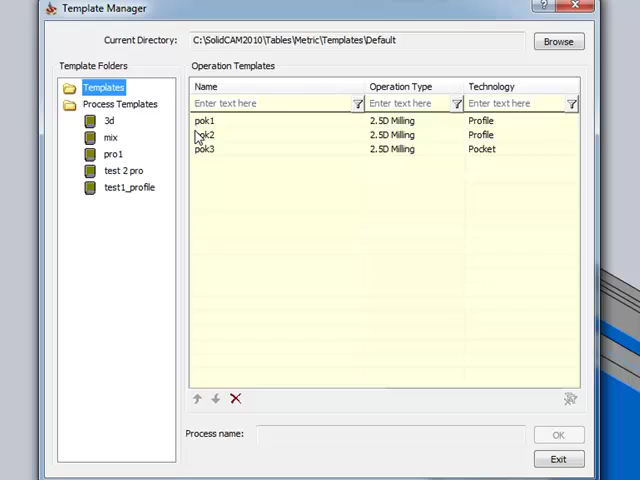 Template Manager
Current Directory: C:\SolidCAM2010\Tables\Metric\Templates\Default
Browse
Template Folders
Operation Templates
Templates
Process Templates
3d
mix
pro1
test 2 pro
test1_profile
Name Operation Type Technology
Enter text here Enter text here Enter text here
pok1 2.5D Milling Profile
pok2 2.5D Milling Profile
pok3 2.5D Milling Pocket
Process name:
OK
Exit